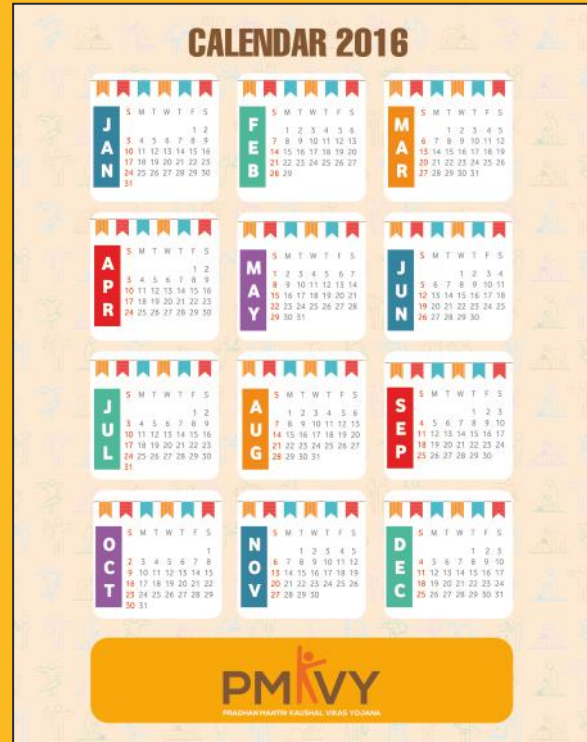 CALENDAR 2016
JAN
S M T W T F S
1 2
3 4 5 6 7 8 9
10 11 12 13 14 15 16
17 18 19 20 21 22 23
24 25 26 27 28 29 30
31
FEB
S M T W T F S
1 2 3 4 5 6
7 8 9 10 11 12 13
14 15 16 17 18 19 20
21 22 23 24 25 26 27
28 29
MAR
S M T W T F S
1 2 3 4 5
6 7 8 9 10 11 12
13 14 15 16 17 18 19
20 21 22 23 24 25 26
27 28 29 30 31
APR
S M T W T F S
1 2
3 4 5 6 7 8 9
10 11 12 13 14 15 16
17 18 19 20 21 22 23
24 25 26 27 28 29 30
MAY
S M T W T F S
1 2 3 4 5 6 7
8 9 10 11 12 13 14
15 16 17 18 19 20 21
22 23 24 25 26 27 28
29 30 31
JUN
S M T W T F S
1 2 3 4
5 6 7 8 9 10 11
12 13 14 15 16 17 18
19 20 21 22 23 24 25
26 27 28 29 30
JUL
S M T W T F S
1 2
3 4 5 6 7 8 9
10 11 12 13 14 15 16
17 18 19 20 21 22 23
24 25 26 27 28 29 30
31
AUG
S M T W T F S
1 2 3 4 5 6
7 8 9 10 11 12 13
14 15 16 17 18 19 20
21 22 23 24 25 26 27
28 29 30 31
SEP
S M T W T F S
1 2 3
4 5 6 7 8 9 10
11 12 13 14 15 16 17
18 19 20 21 22 23 24
25 26 27 28 29 30
OCT
S M T W T F S
1
2 3 4 5 6 7 8
9 10 11 12 13 14 15
16 17 18 19 20 21 22
23 24 25 26 27 28 29
30 31
NOV
S M T W T F S
1 2 3 4 5
6 7 8 9 10 11 12
13 14 15 16 17 18 19
20 21 22 23 24 25 26
27 28 29 30
DEC
S M T W T F S
1 2 3
4 5 6 7 8 9 10
11 12 13 14 15 16 17
18 19 20 21 22 23 24
25 26 27 28 29 30 31
PMKVY
PRADHAN MANTRI KAUSHAL VIKAS YOJANA